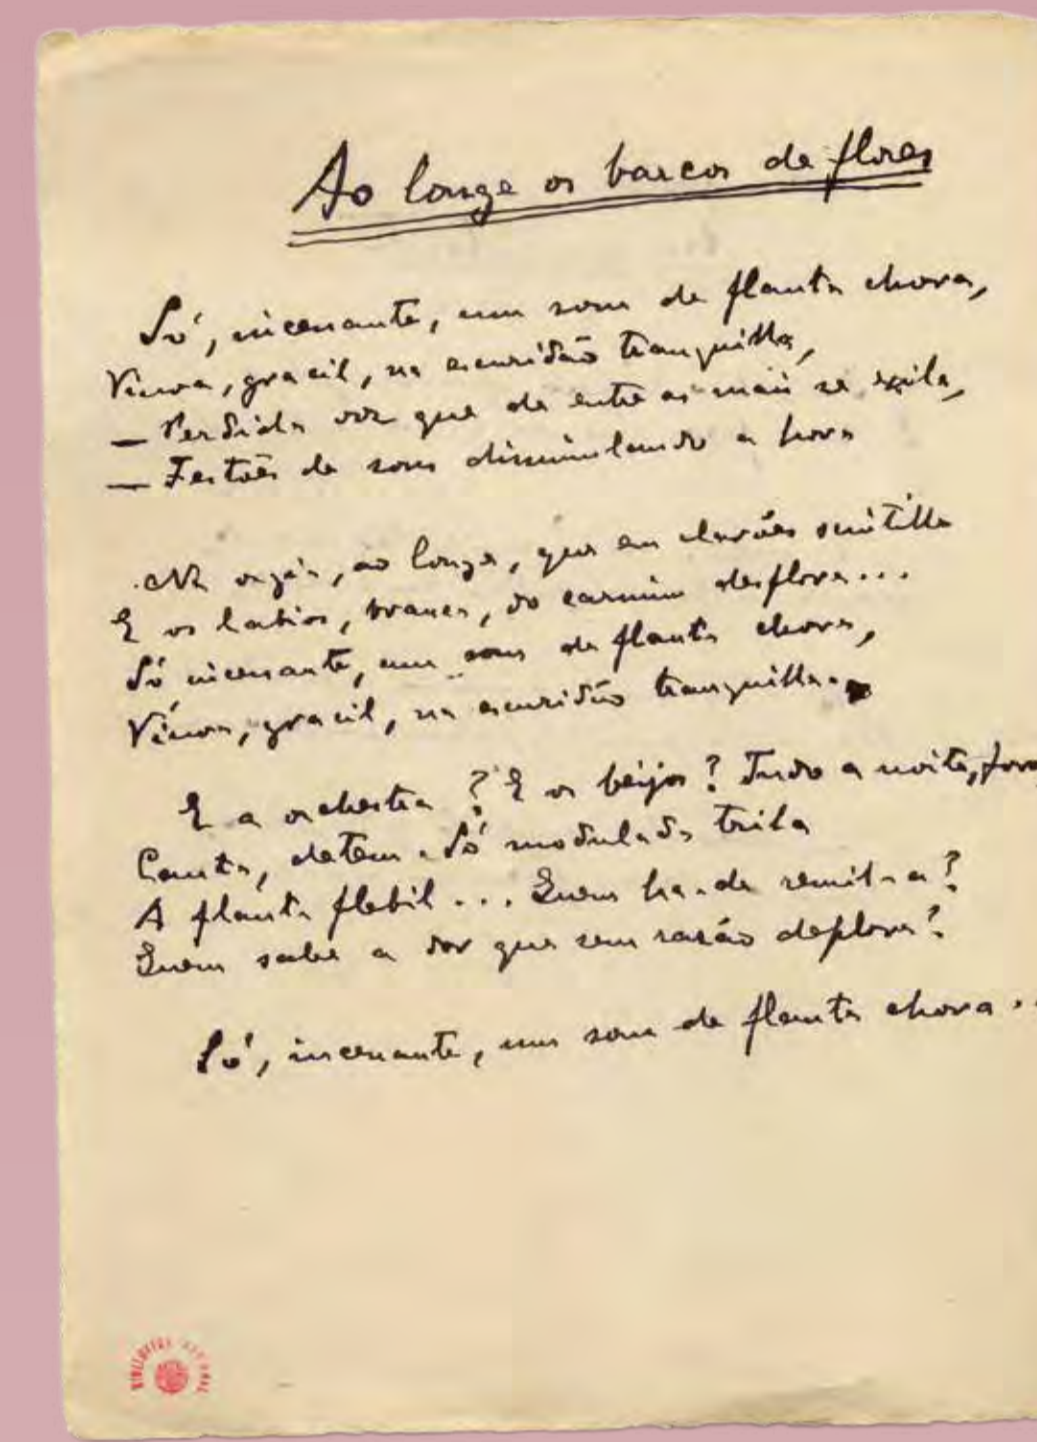 Ao longe os barcos de flores
Só, incessante, um som de flauta chora,
Viuva, gracil, na escuridão tranquilla,
— Perdida voz que de entre as mais se exila,
— Festões de som dissimulando a hora
Na orgia, ao longe, que em clarões scintilla
E os labios, branca, do carmim desflora...
Só, incessante, um som de flauta chora,
Viuva, gracil, na escuridão tranquilla.
E a orchestra? E os beijos? Tudo a noite, fora,
Cauta, detem. Só modulada trila
A flauta flebil... Quem ha-de remil-a?
Quem sabe a dor que sem rasão deplora?
Só, incessante, um som de flauta chora..